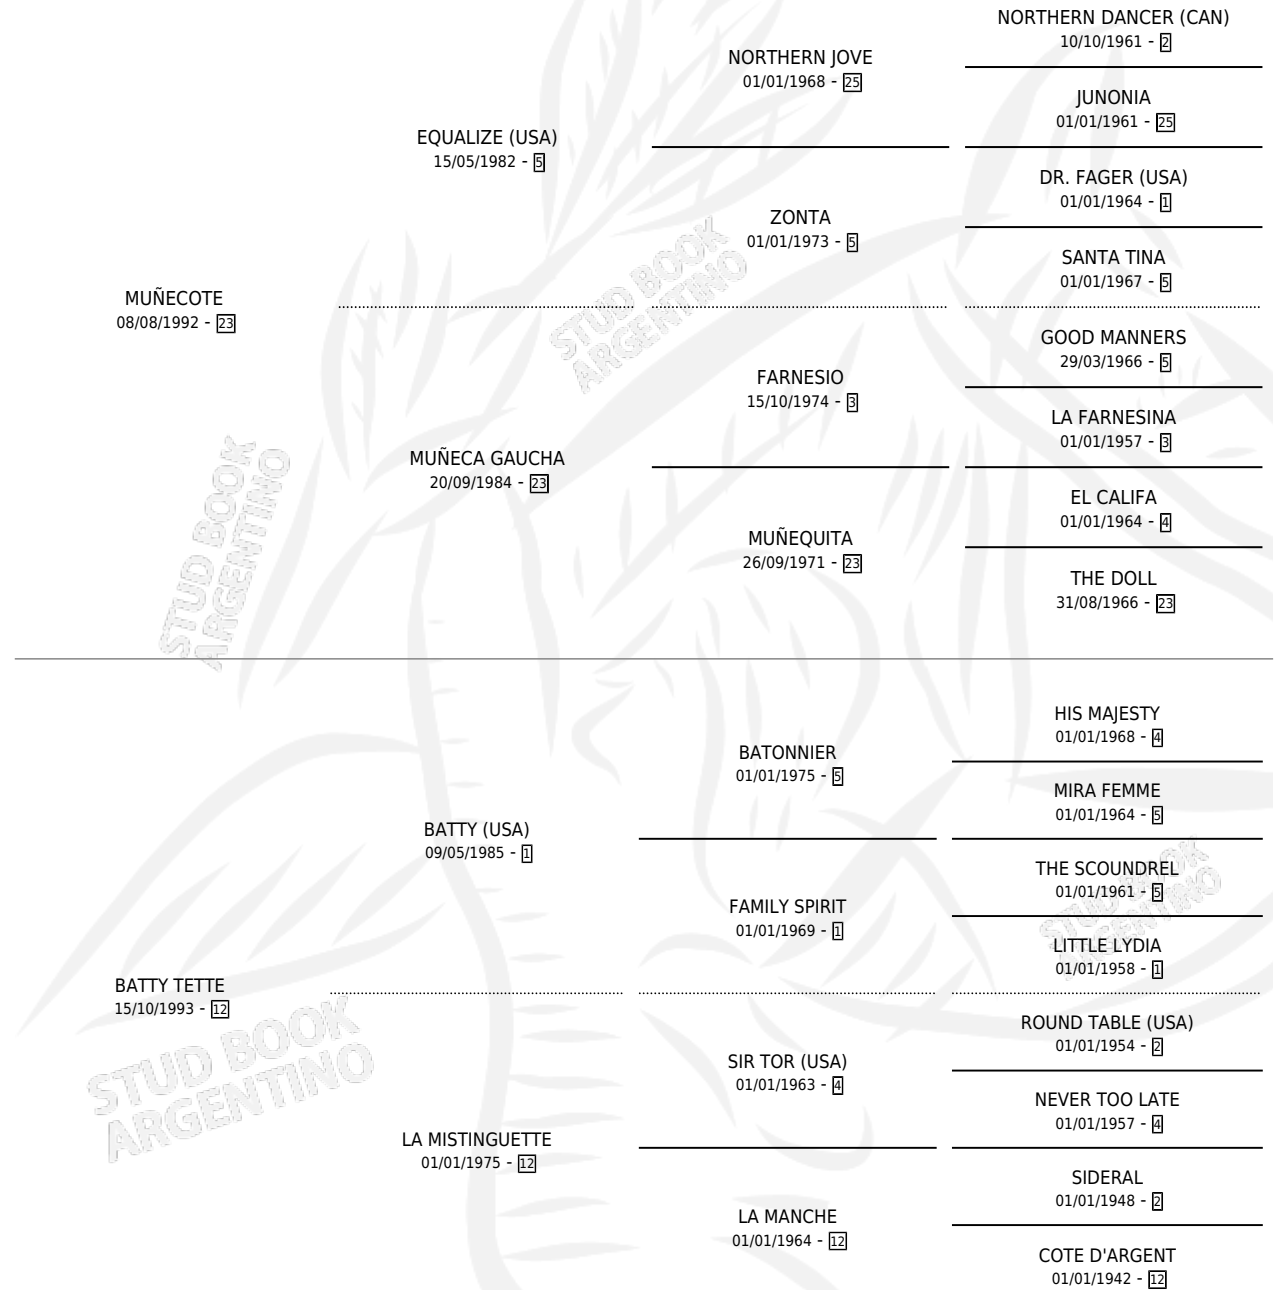 NORTHERN DANCER (CAN)
10/10/1961 - 2
NORTHERN JOVE
01/01/1968 - 25
JUNONIA
01/01/1961 - 25
EQUALIZE (USA)
15/05/1982 - 5
DR. FAGER (USA)
01/01/1964 - 1
ZONTA
01/01/1973 - 5
SANTA TINA
01/01/1967 - 5
MUÑECOTE
08/08/1992 - 23
GOOD MANNERS
29/03/1966 - 5
FARNESIO
15/10/1974 - 3
LA FARNESINA
01/01/1957 - 3
MUÑECA GAUCHA
20/09/1984 - 23
EL CALIFA
01/01/1964 - 4
MUÑEQUITA
26/09/1971 - 23
THE DOLL
31/08/1966 - 23
STUD BOOK
ARGENTINO
STUD BOOK
ARGENTINO
HIS MAJESTY
01/01/1968 - 4
BATONNIER
01/01/1975 - 5
MIRA FEMME
01/01/1964 - 5
BATTY (USA)
09/05/1985 - 1
THE SCOUNDREL
01/01/1961 - 5
FAMILY SPIRIT
01/01/1969 - 1
LITTLE LYDIA
01/01/1958 - 1
BATTY TETTE
15/10/1993 - 12
ROUND TABLE (USA)
01/01/1954 - 2
SIR TOR (USA)
01/01/1963 - 4
NEVER TOO LATE
01/01/1957 - 4
LA MISTINGUETTE
01/01/1975 - 12
SIDERAL
01/01/1948 - 2
LA MANCHE
01/01/1964 - 12
COTE D'ARGENT
01/01/1942 - 12
STUD BOOK
ARGENTINO
STUD BOOK
ARGENTINO